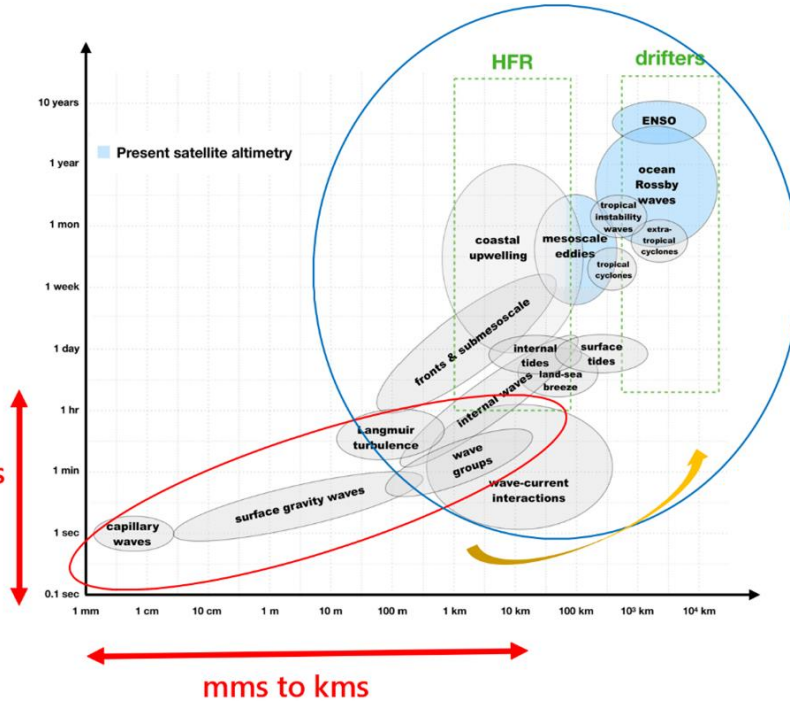 HFR
drifters
10 years
1 year
1 mon
1 week
1 day
1 hr
1 min
1 sec
0.1 sec
Present satellite altimetry
ENSO
ocean
Rossby
waves
tropical
instability
waves
extra-
tropical
cyclones
tropical
cyclones
mesoscale
eddies
coastal
upwelling
fronts & submesoscale
internal
tides
surface
tides
land-sea
breeze
internal waves
Langmuir
turbulence
wave
groups
wave-current
interactions
surface gravity waves
capillary
waves
s
1 mm
1 cm
10 cm
1 m
10 m
100 m
1 km
10 km
100 km
10³ km
10⁴ km
mms to kms